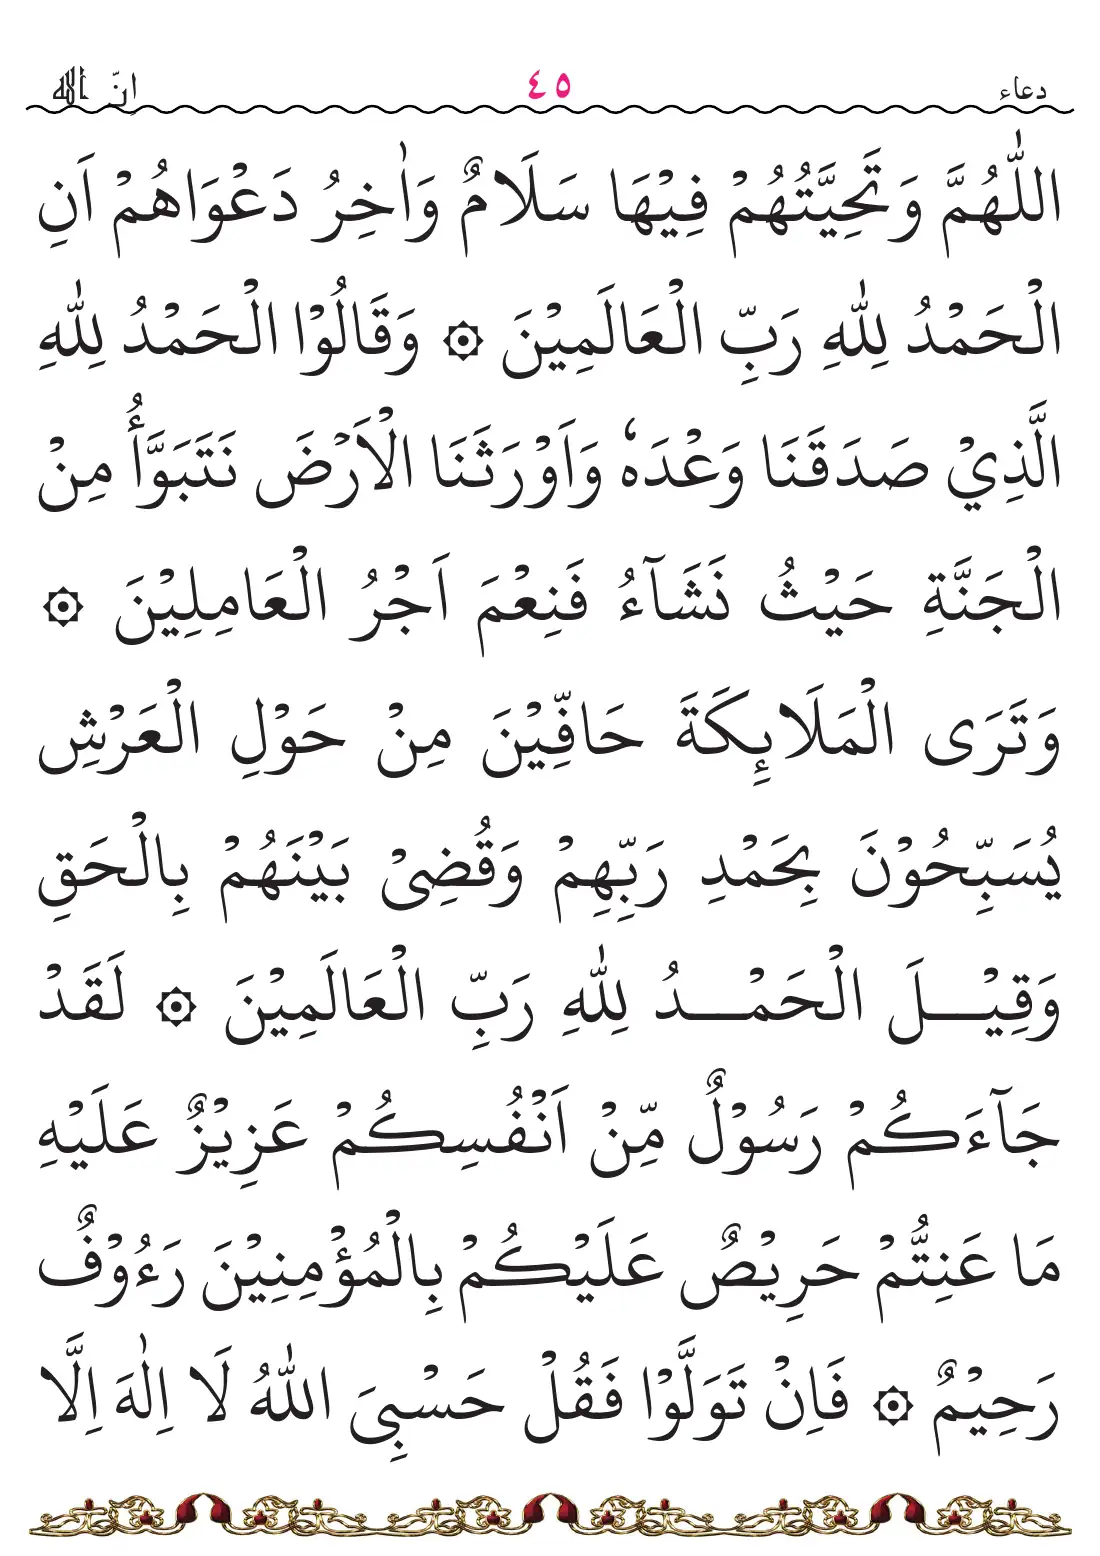 دعاء ٤٥ اِنّ الله
اللّٰهُمَّ وَتَحِيَّتُهُمْ فِيْهَا سَلَامٌ وَاٰخِرُ دَعْوَاهُمْ اَنِ
الْحَمْدُ لِلّٰهِ رَبِّ الْعَالَمِيْنَ ۞ وَقَالُوْا الْحَمْدُ لِلّٰهِ
الَّذِيْ صَدَقَنَا وَعْدَهٗ وَاَوْرَثَنَا الْاَرْضَ نَتَبَوَّأُ مِنْ
الْجَنَّةِ حَيْثُ نَشَآءُ فَنِعْمَ اَجْرُ الْعَامِلِيْنَ ۞
وَتَرَى الْمَلَائِكَةَ حَافِّيْنَ مِنْ حَوْلِ الْعَرْشِ
يُسَبِّحُوْنَ بِحَمْدِ رَبِّهِمْ وَقُضِىْ بَيْنَهُمْ بِالْحَقِ
وَقِيْلَ الْحَمْدُ لِلّٰهِ رَبِّ الْعَالَمِيْنَ ۞ لَقَدْ
جَآءَكُمْ رَسُوْلٌ مِّنْ اَنْفُسِكُمْ عَزِيْزٌ عَلَيْهِ
مَا عَنِتُّمْ حَرِيْصٌ عَلَيْكُمْ بِالْمُؤْمِنِيْنَ رَءُوْفٌ
رَحِيْمٌ ۞ فَاِنْ تَوَلَّوْا فَقُلْ حَسْبِىَ اللّٰهُ لَا اِلٰهَ اِلَّا